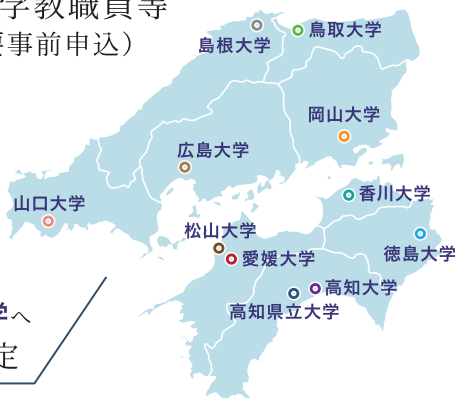 学教職員等
要事前申込）
島根大学
鳥取大学
岡山大学
広島大学
山口大学
香川大学
松山大学
愛媛大学
徳島大学
高知大学
高知県立大学
学へ
定